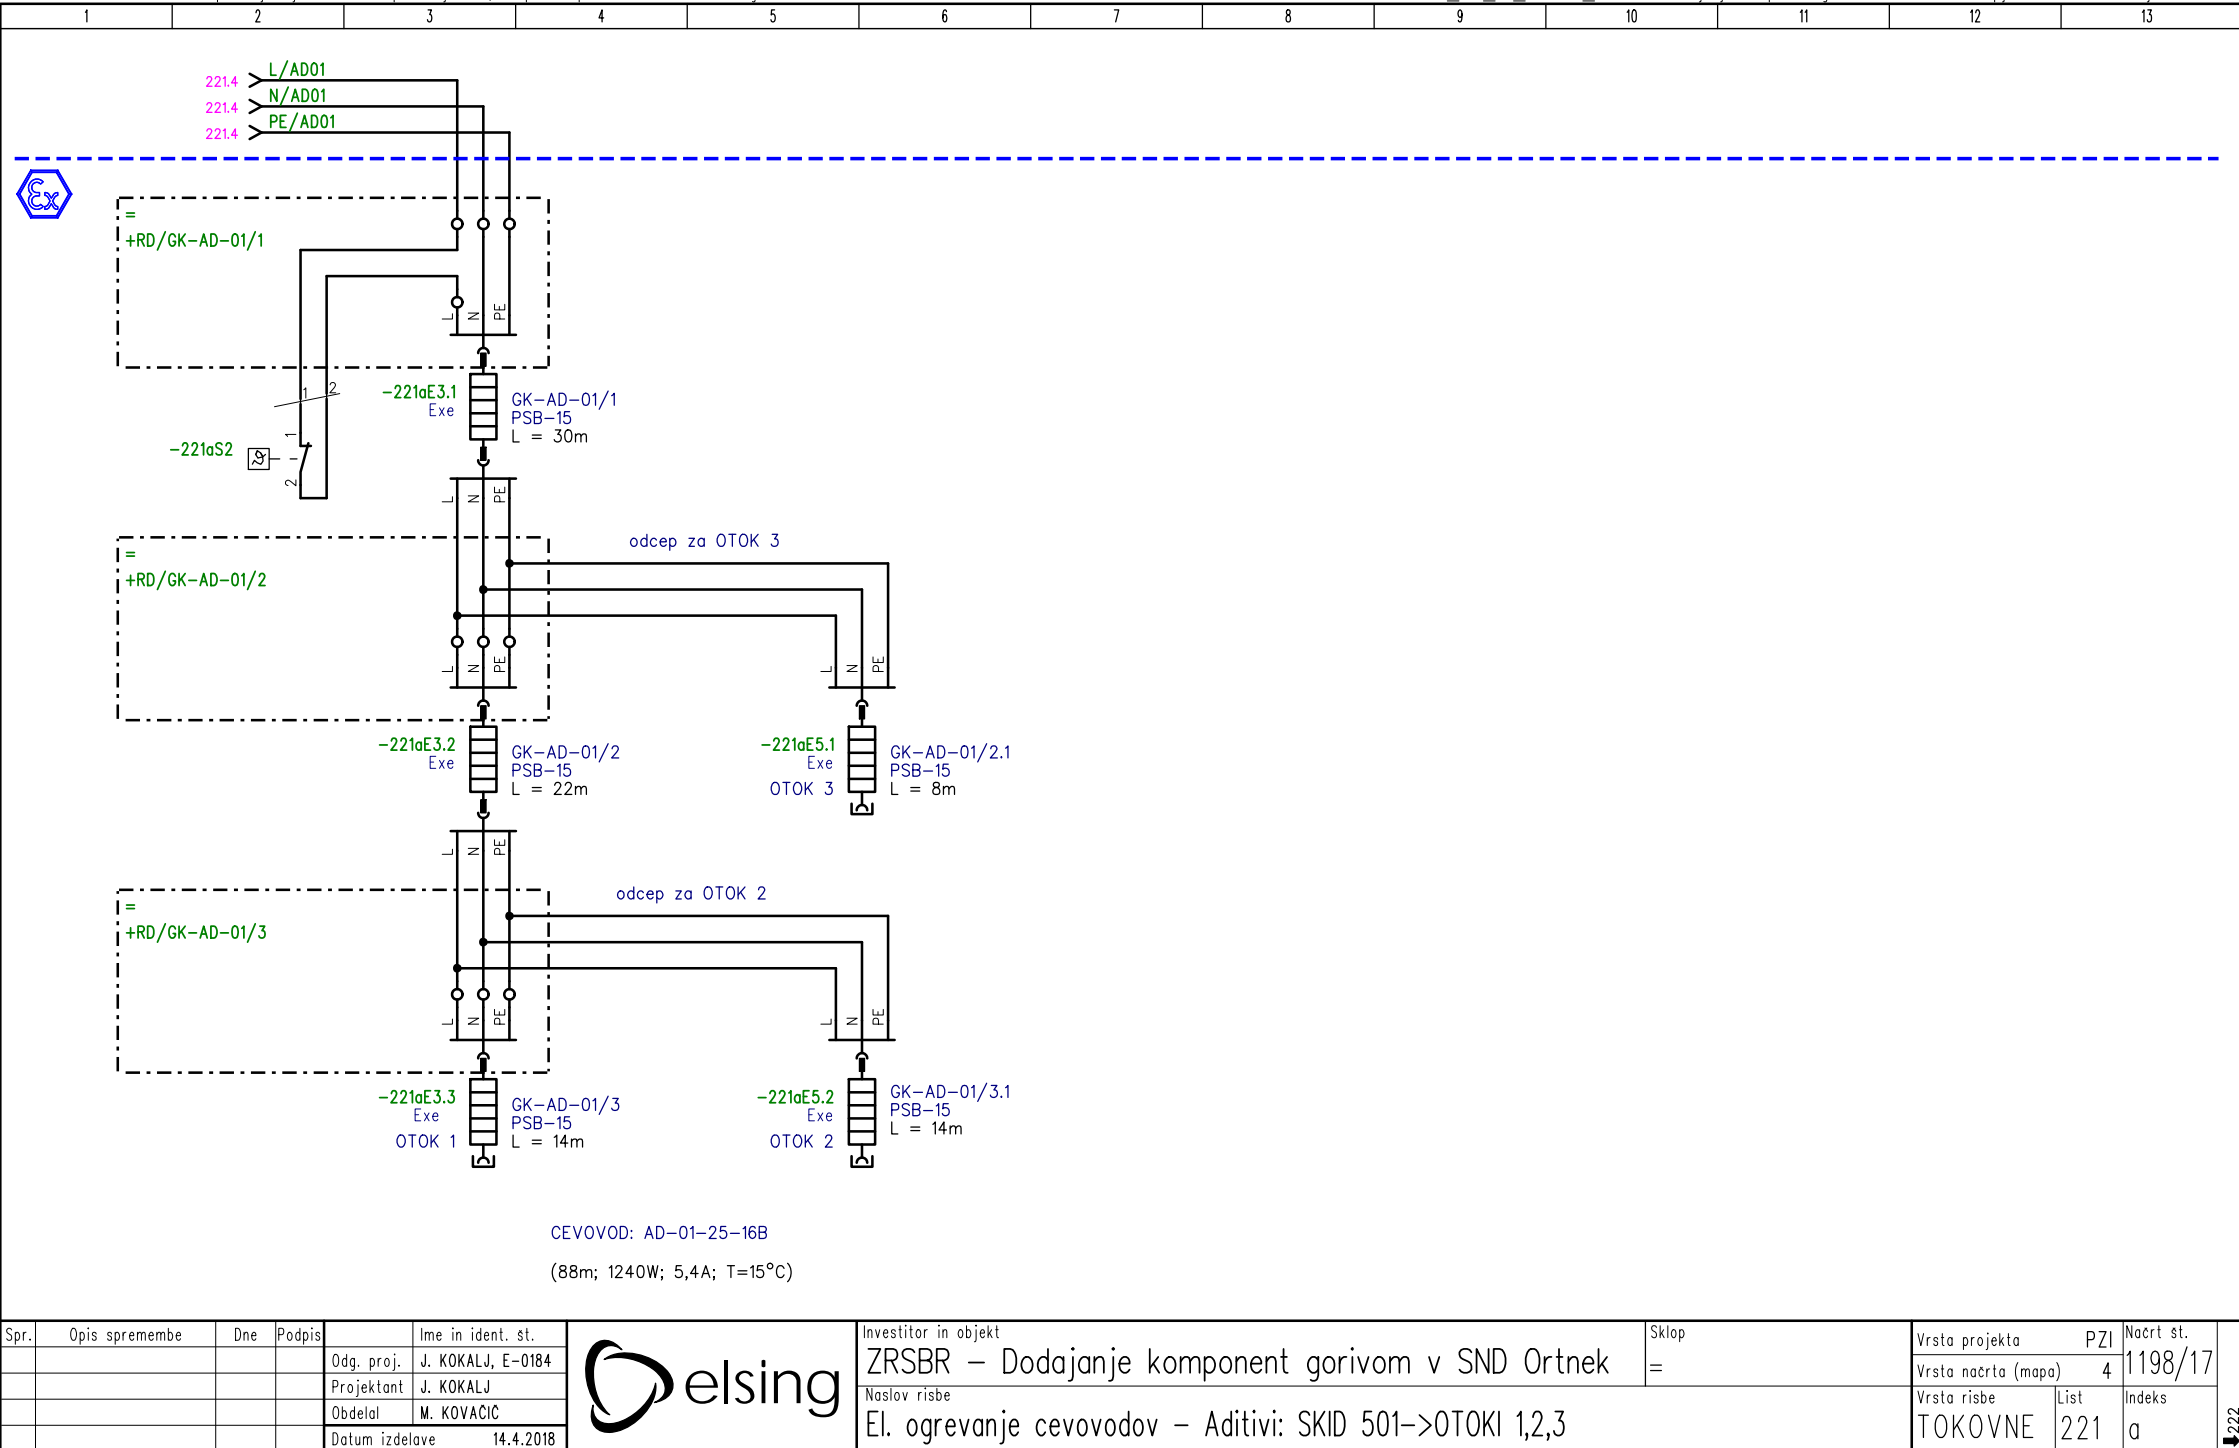 1 2 3 4 5 6 7 8 9 10 11 12 13
221.4 L/AD01
221.4 N/AD01
221.4 PE/AD01
Ex
=
+RD/GK-AD-01/1
L N PE
1 2
-221aE3.1
Exe
GK-AD-01/1
PSB-15
L = 30m
-221aS2
1
2
L N PE
=
+RD/GK-AD-01/2
odcep za OTOK 3
L N PE
L N PE
-221aE3.2
Exe
GK-AD-01/2
PSB-15
L = 22m
-221aE5.1
Exe
OTOK 3
GK-AD-01/2.1
PSB-15
L = 8m
L N PE
=
+RD/GK-AD-01/3
odcep za OTOK 2
L N PE
L N PE
-221aE3.3
Exe
OTOK 1
GK-AD-01/3
PSB-15
L = 14m
-221aE5.2
Exe
OTOK 2
GK-AD-01/3.1
PSB-15
L = 14m
CEVOVOD: AD-01-25-16B
(88m; 1240W; 5,4A; T=15°C)
Spr. Opis spremembe Dne Podpis
Ime in ident. št.
Odg. proj. J. KOKALJ, E-0184
Projektant J. KOKALJ
Obdelal M. KOVAČIČ
Datum izdelave 14.4.2018
elsing
Investitor in objekt
ZRSBR - Dodajanje komponent gorivom v SND Ortnek
Naslov risbe
El. ogrevanje cevovodov - Aditivi: SKID 501->OTOKI 1,2,3
Sklop
=
Vrsta projekta PZI
Vrsta načrta (mapa) 4
Načrt št.
1198/17
Vrsta risbe
TOKOVNE
List
221
Indeks
a
222